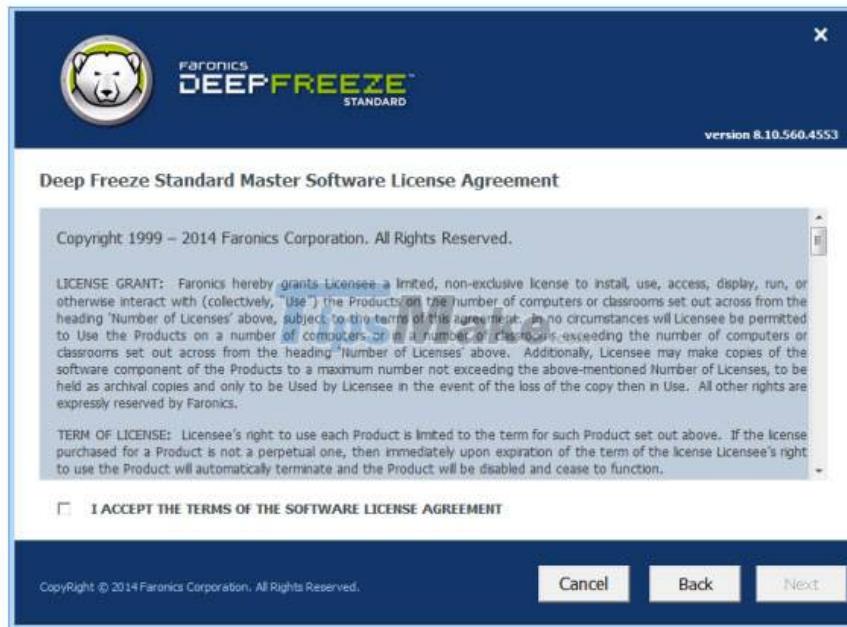 ×
Faronics
DEEPFREEZE™
STANDARD
version 8.10.560.4553
Deep Freeze Standard Master Software License Agreement
Copyright 1999 – 2014 Faronics Corporation. All Rights Reserved.
LICENSE GRANT: Faronics hereby grants Licensee a limited, non-exclusive license to install, use, access, display, run, or
otherwise interact with (collectively, "Use") the Products on the number of computers or classrooms set out across from the
heading 'Number of Licenses' above, subject to the terms of this agreement. In no circumstances will Licensee be permitted
to Use the Products on a number of computers or in a number of classrooms exceeding the number of computers or
classrooms set out across from the heading 'Number of Licenses' above. Additionally, Licensee may make copies of the
software component of the Products to a maximum number not exceeding the above-mentioned Number of Licenses, to be
held as archival copies and only to be Used by Licensee in the event of the loss of the copy then in Use. All other rights are
expressly reserved by Faronics.
TipsMake.com
TERM OF LICENSE: Licensee's right to use each Product is limited to the term for such Product set out above. If the license
purchased for a Product is not a perpetual one, then immediately upon expiration of the term of the license Licensee's right
to use the Product will automatically terminate and the Product will be disabled and cease to function.
I ACCEPT THE TERMS OF THE SOFTWARE LICENSE AGREEMENT
CopyRight © 2014 Faronics Corporation. All Rights Reserved.
Cancel
Back
Next